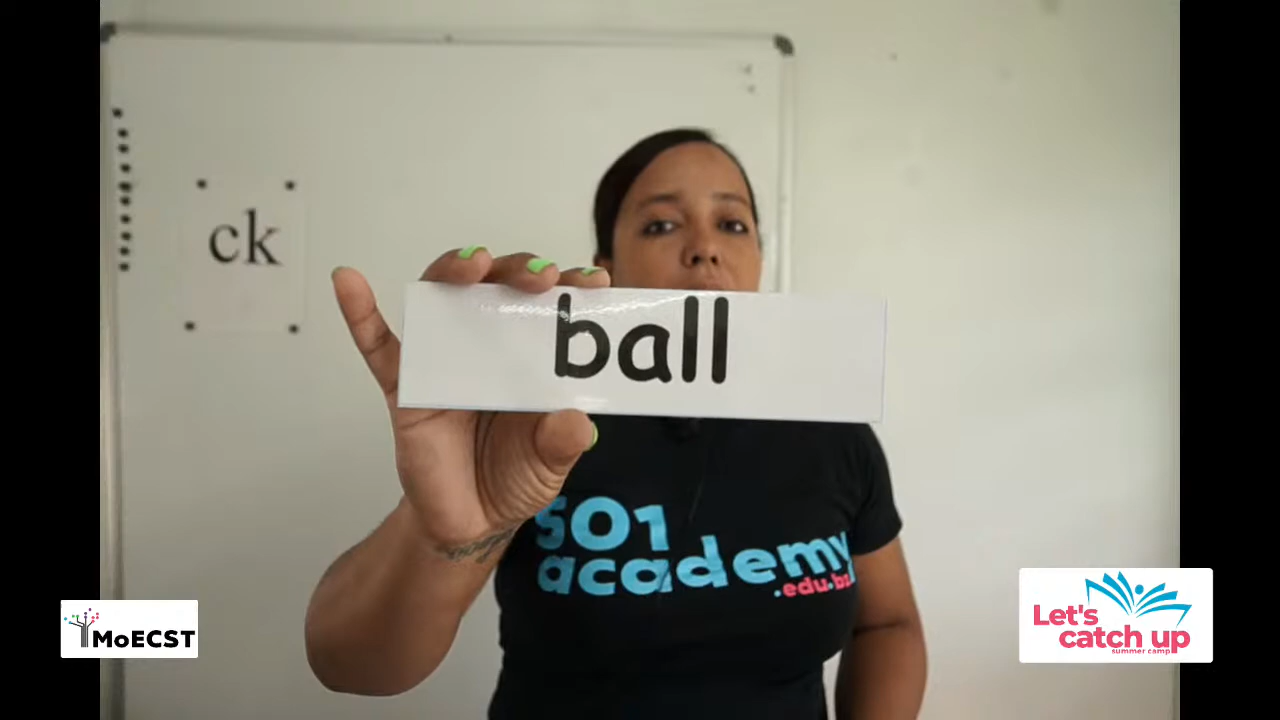 ck
ball
501
academy
.edu.bz
MoECST
Let's
catch up
summer camp